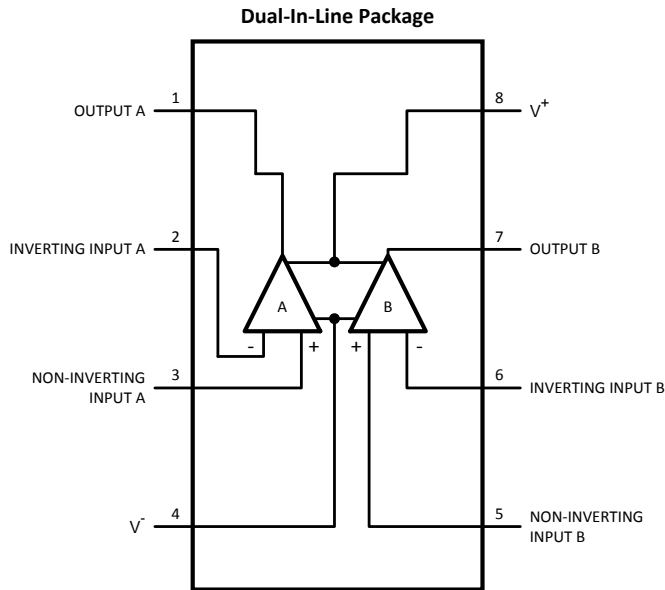 Dual-In-Line Package
1
OUTPUT A
8
V+
2
INVERTING INPUT A
7
OUTPUT B
A
B
-
+
+
-
3
NON-INVERTING
INPUT A
6
INVERTING INPUT B
4
V-
5
NON-INVERTING
INPUT B